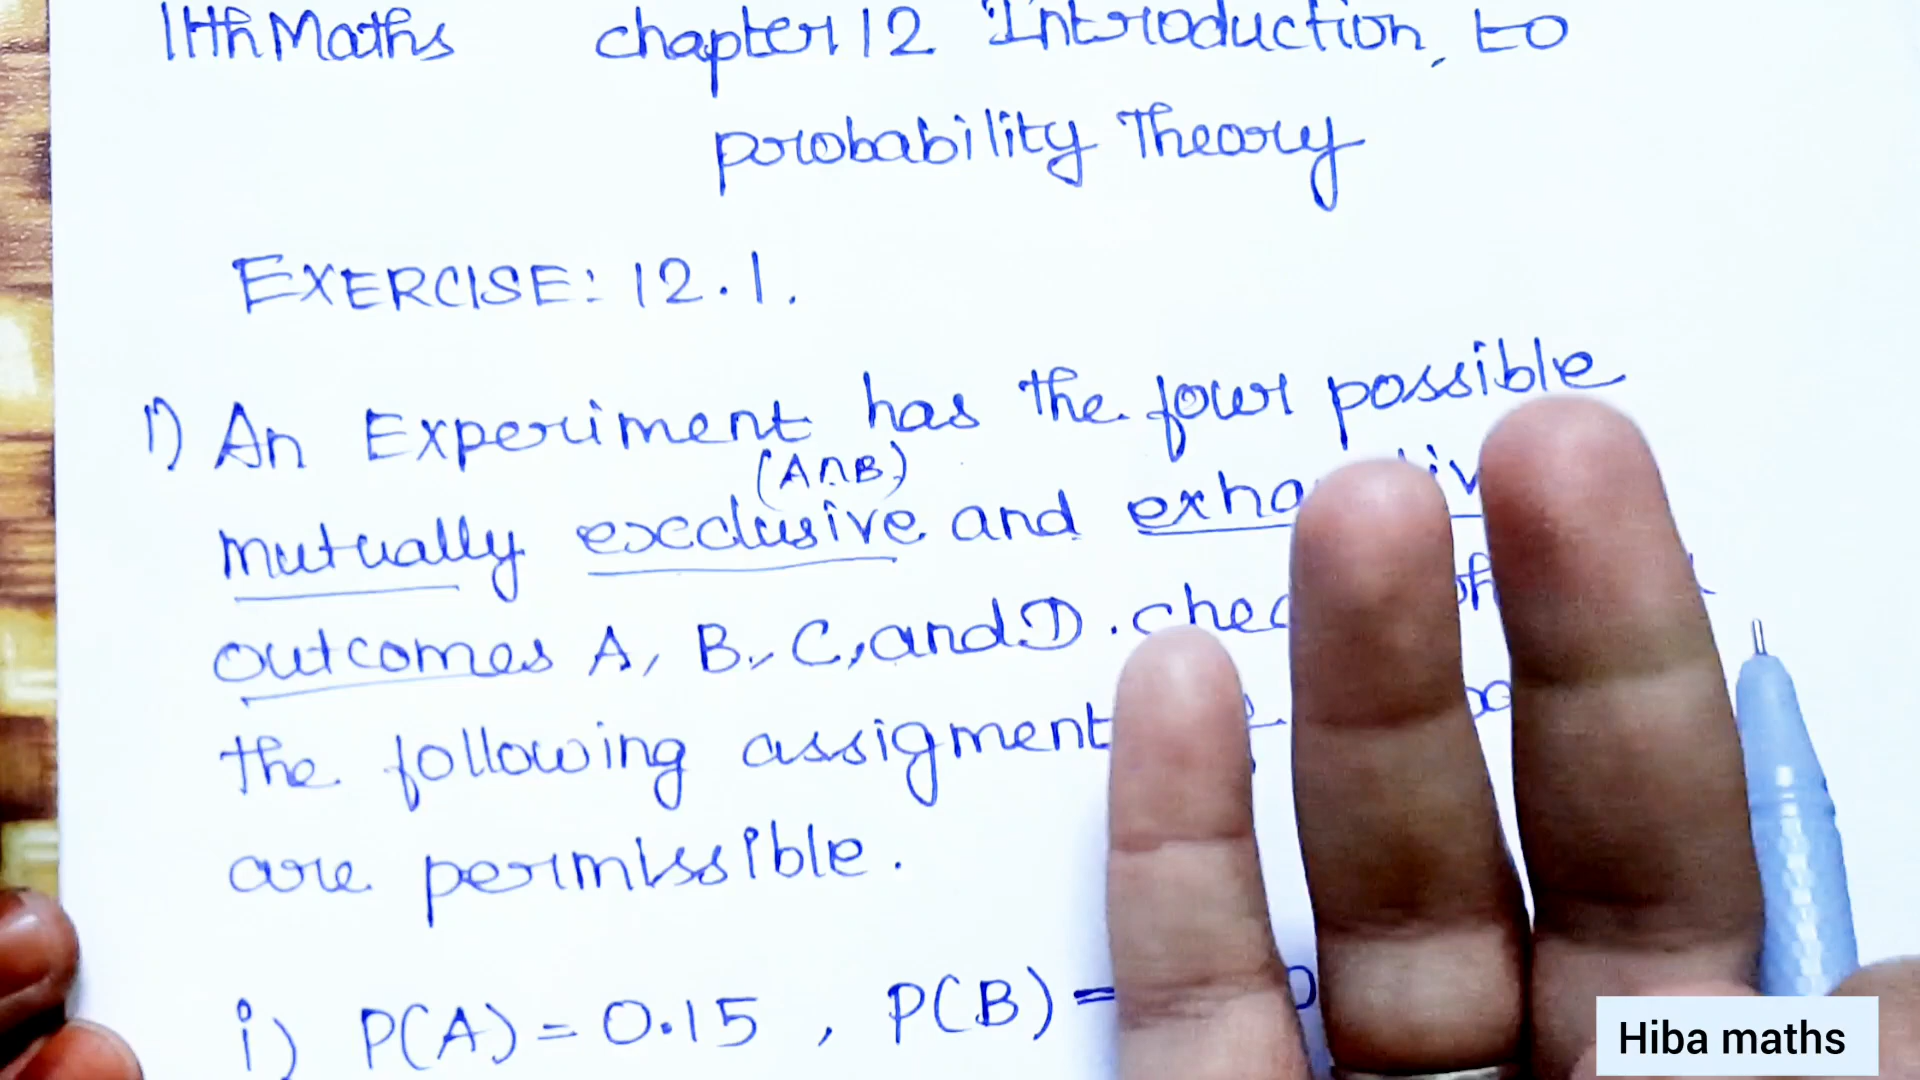 11th Maths chapter 12 Introduction to
probability Theory
EXERCISE: 12.1.
1) An Experiment has the four possible
(A∩B)
mutually exclusive and
outcomes A, B, C, and D.
the following assigment
are permissible.
i) P(A) = 0.15, P(B) =
Hiba maths